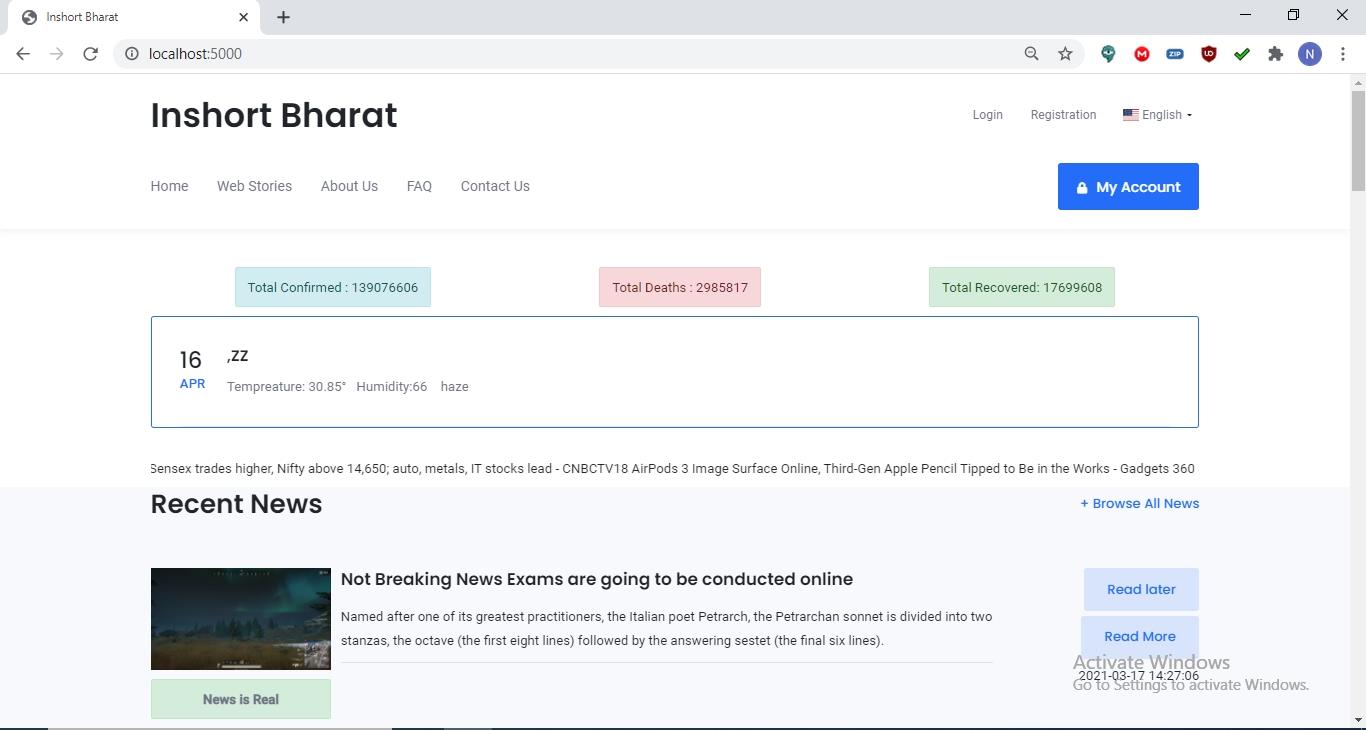 Inshort Bharat
localhost:5000
ZIP
N
Inshort Bharat
Login Registration English
Home Web Stories About Us FAQ Contact Us
My Account
Total Confirmed : 139076606 Total Deaths : 2985817 Total Recovered: 17699608
16 ,ZZ
APR Tempreature: 30.85° Humidity:66 haze
Sensex trades higher, Nifty above 14,650; auto, metals, IT stocks lead - CNBCTV18 AirPods 3 Image Surface Online, Third-Gen Apple Pencil Tipped to Be in the Works - Gadgets 360
Recent News + Browse All News
Not Breaking News Exams are going to be conducted online
Read later
Named after one of its greatest practitioners, the Italian poet Petrarch, the Petrarchan sonnet is divided into two
stanzas, the octave (the first eight lines) followed by the answering sestet (the final six lines).
Read More
Activate Windows
2021-03-17 14:27:06
Go to Settings to activate Windows.
News is Real